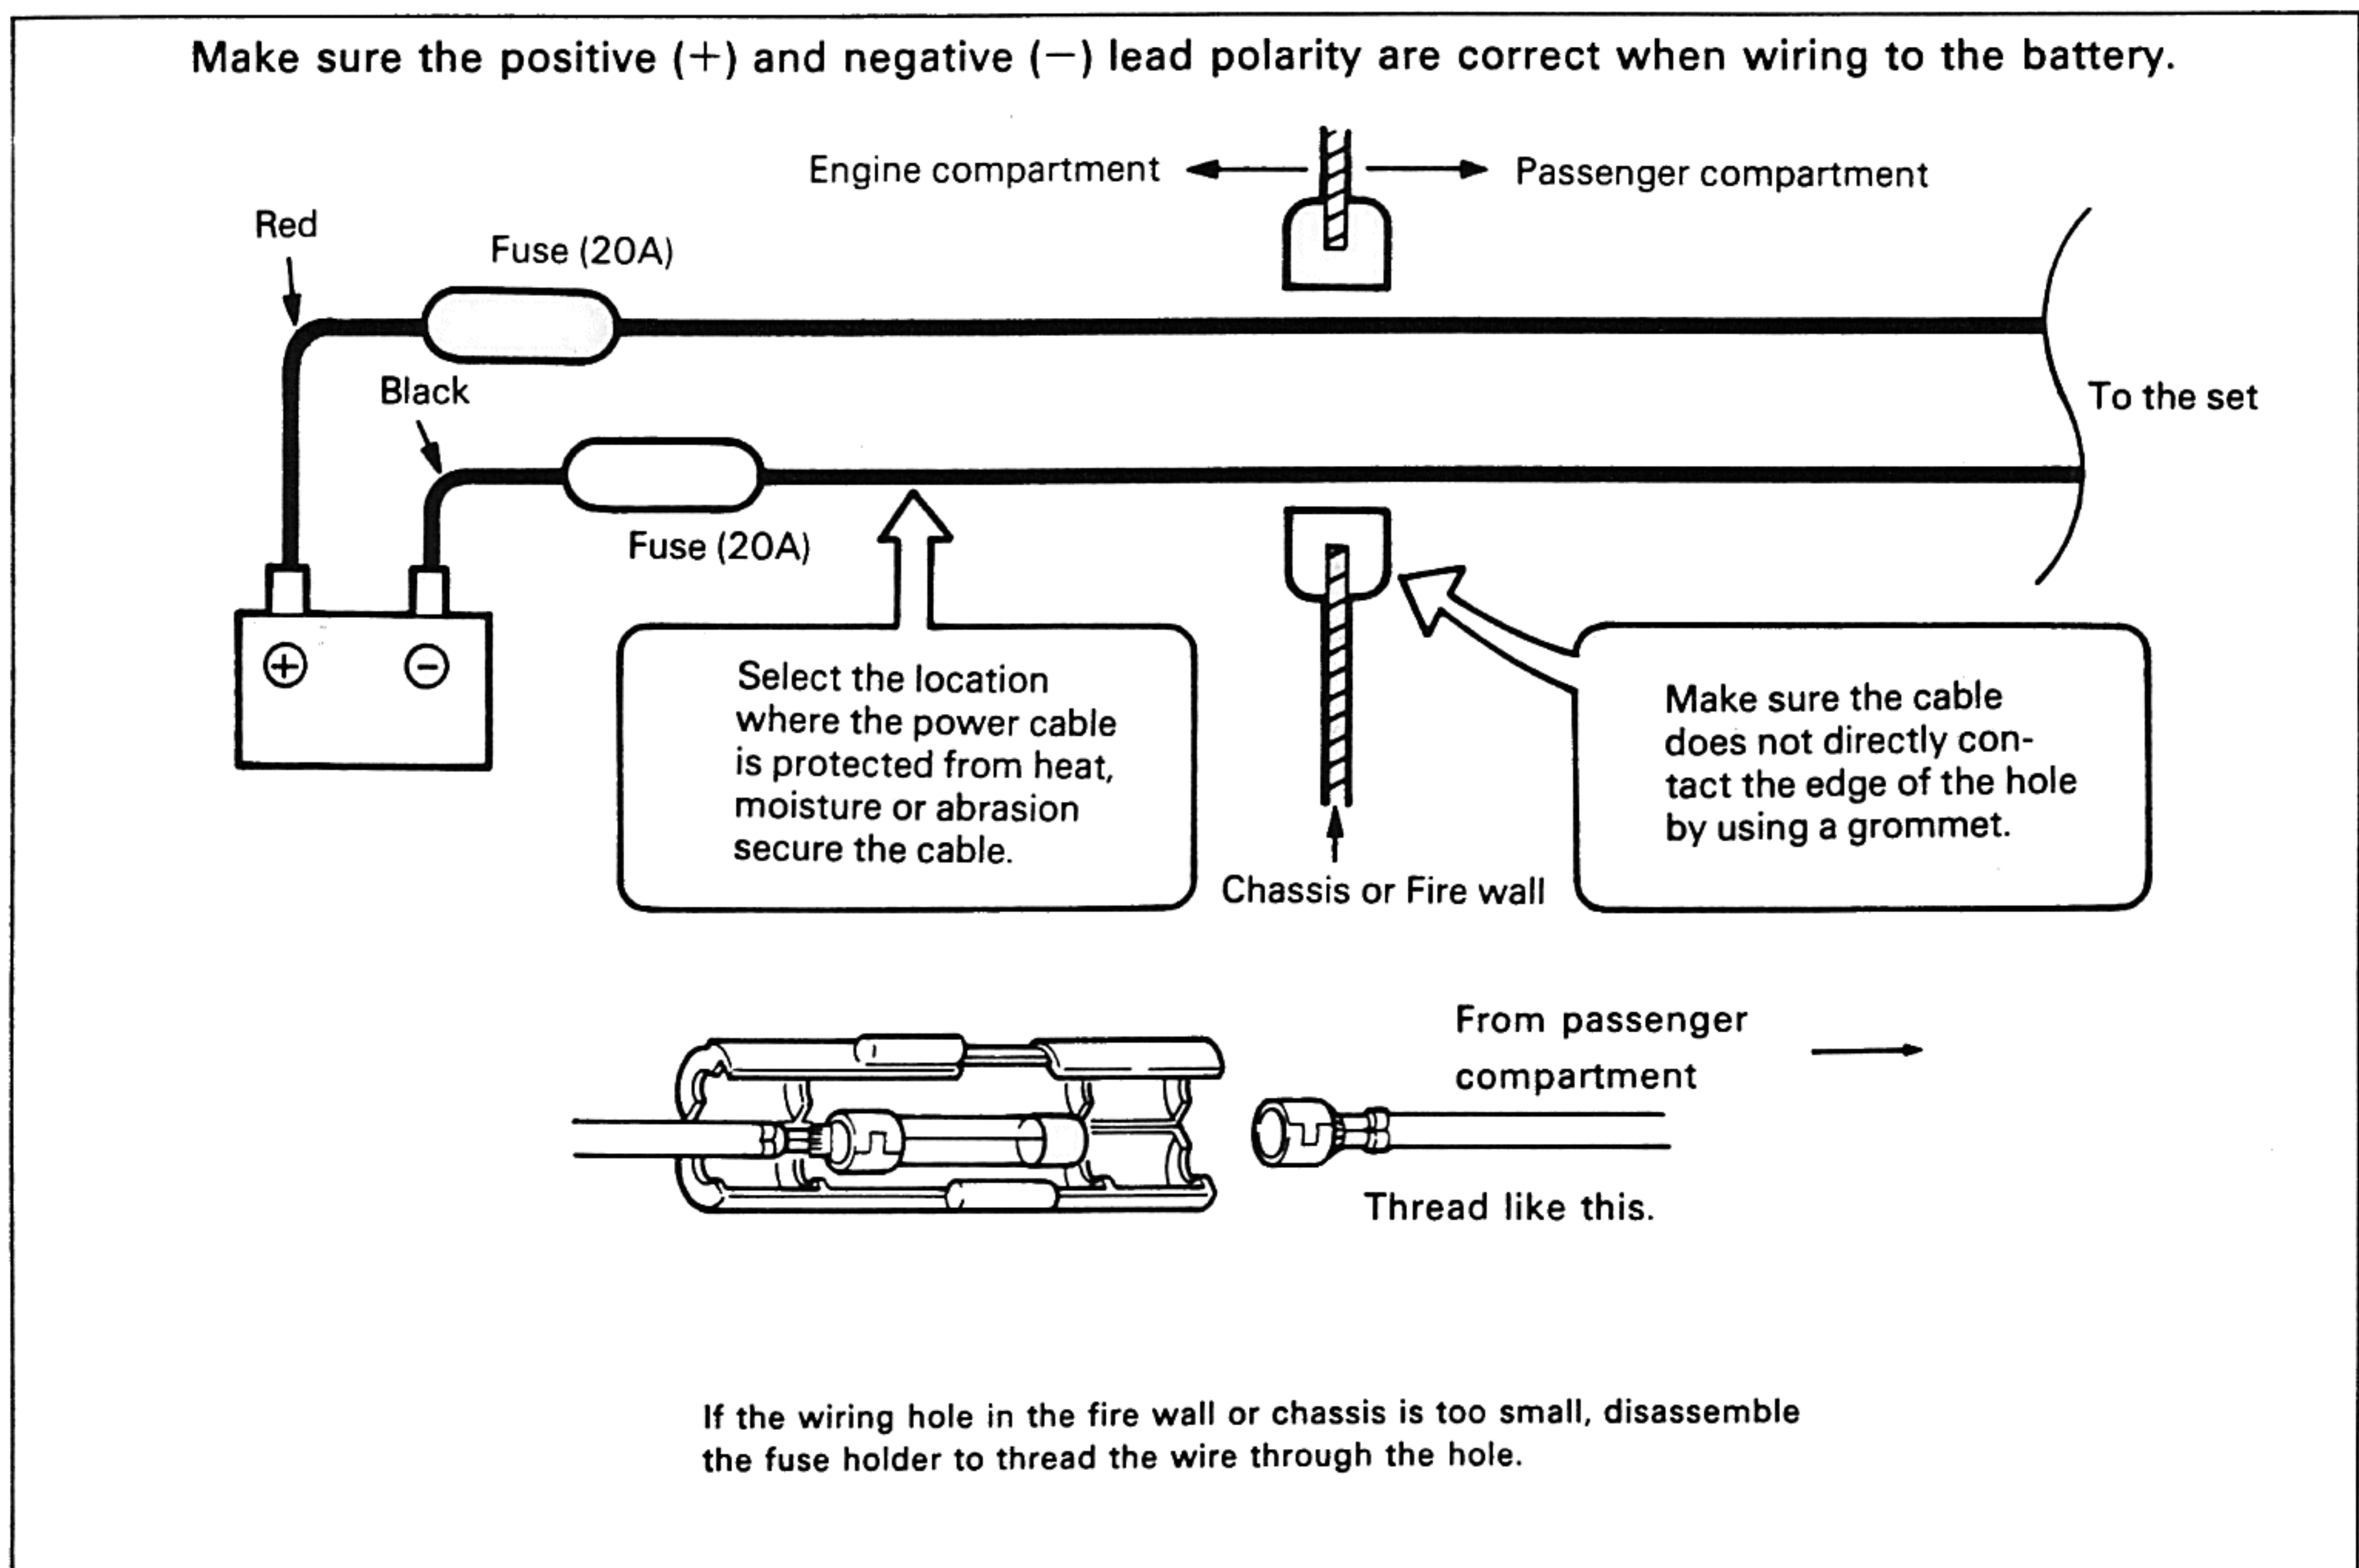 Make sure the positive (+) and negative (−) lead polarity are correct when wiring to the battery.
Engine compartment
Passenger compartment
Red
Fuse (20A)
Black
To the set
Fuse (20A)
⊕
⊖
Select the location
where the power cable
is protected from heat,
moisture or abrasion
secure the cable.
Make sure the cable
does not directly con-
tact the edge of the hole
by using a grommet.
Chassis or Fire wall
From passenger
compartment
Thread like this.
If the wiring hole in the fire wall or chassis is too small, disassemble
the fuse holder to thread the wire through the hole.